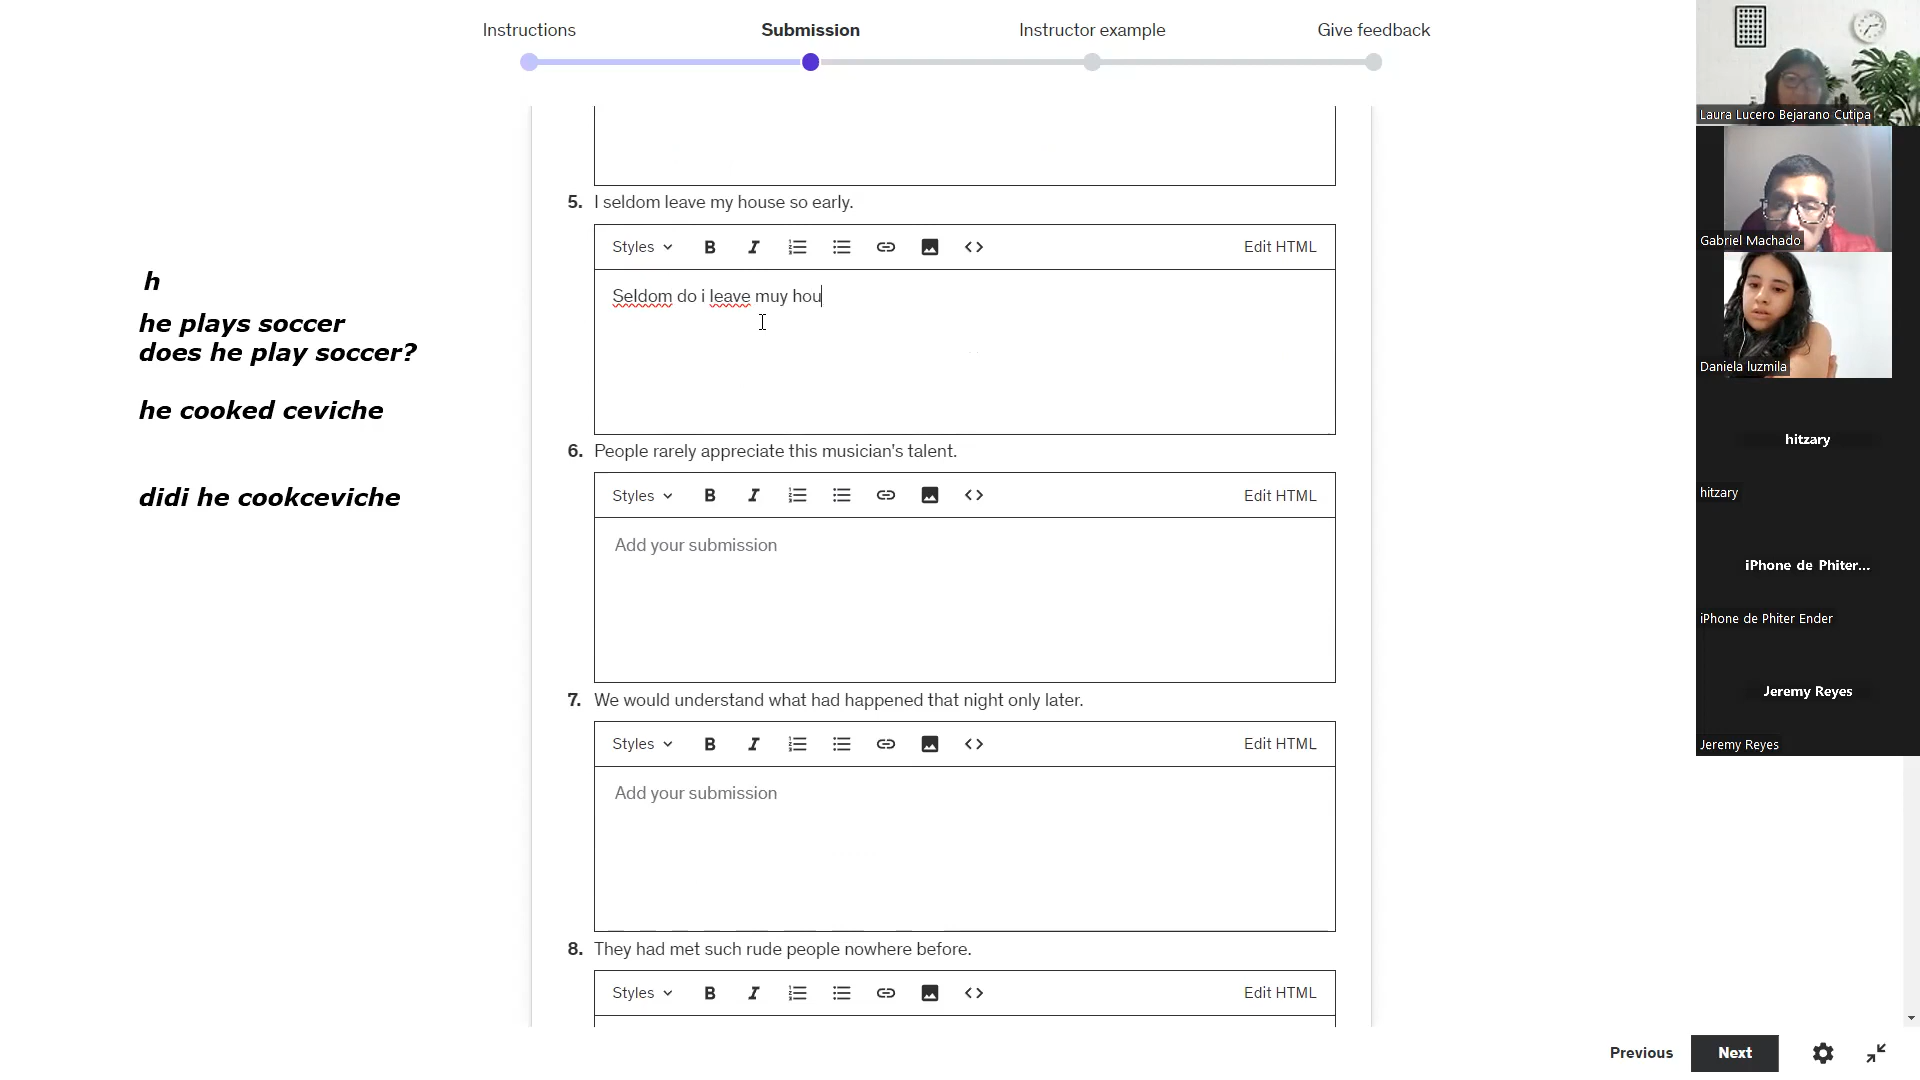 Instructions
Submission
Instructor example
Give feedback
5. I seldom leave my house so early.
Styles
B
I
Edit HTML
Seldom do i leave muy hou
6. People rarely appreciate this musician's talent.
Styles
B
I
Edit HTML
Add your submission
7. We would understand what had happened that night only later.
Styles
B
I
Edit HTML
Add your submission
8. They had met such rude people nowhere before.
Styles
B
I
Edit HTML
Previous
Next
h
he plays soccer
does he play soccer?
he cooked ceviche
didi he cookceviche
Laura Lucero Bejarano Cutipa
Gabriel Machado
Daniela luzmila
hitzary
hitzary
iPhone de Phiter...
iPhone de Phiter Ender
Jeremy Reyes
Jeremy Reyes